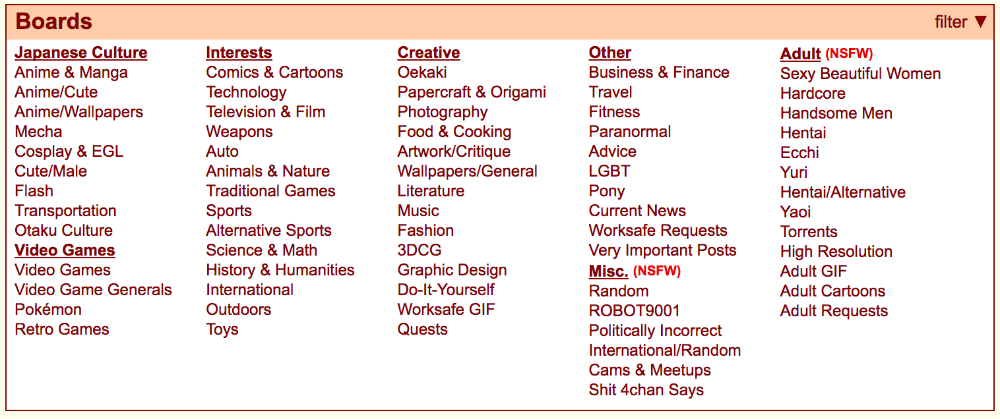 Boards
filter ▼
Japanese Culture
Anime & Manga
Anime/Cute
Anime/Wallpapers
Mecha
Cosplay & EGL
Cute/Male
Flash
Transportation
Otaku Culture
Video Games
Video Games
Video Game Generals
Pokémon
Retro Games
Interests
Comics & Cartoons
Technology
Television & Film
Weapons
Auto
Animals & Nature
Traditional Games
Sports
Alternative Sports
Science & Math
History & Humanities
International
Outdoors
Toys
Creative
Oekaki
Papercraft & Origami
Photography
Food & Cooking
Artwork/Critique
Wallpapers/General
Literature
Music
Fashion
3DCG
Graphic Design
Do-It-Yourself
Worksafe GIF
Quests
Other
Business & Finance
Travel
Fitness
Paranormal
Advice
LGBT
Pony
Current News
Worksafe Requests
Very Important Posts
Misc. (NSFW)
Random
ROBOT9001
Politically Incorrect
International/Random
Cams & Meetups
Shit 4chan Says
Adult (NSFW)
Sexy Beautiful Women
Hardcore
Handsome Men
Hentai
Ecchi
Yuri
Hentai/Alternative
Yaoi
Torrents
High Resolution
Adult GIF
Adult Cartoons
Adult Requests